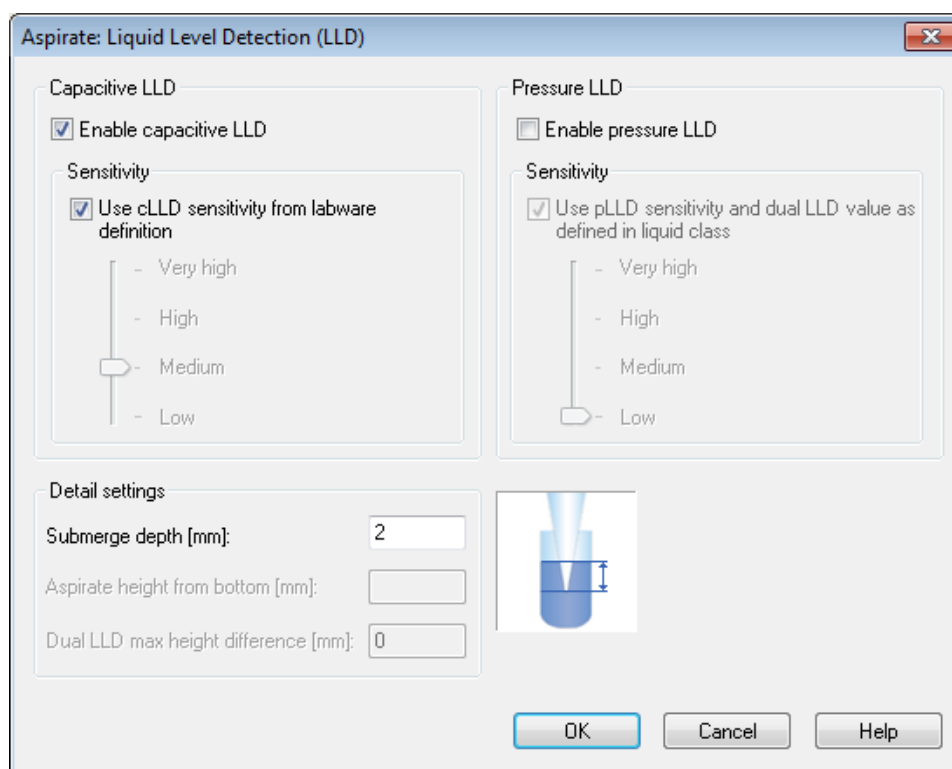 Aspirate: Liquid Level Detection (LLD)
Capacitive LLD
Enable capacitive LLD
Sensitivity
Use cLLD sensitivity from labware
definition
Very high
High
Medium
Low
Pressure LLD
Enable pressure LLD
Sensitivity
Use pLLD sensitivity and dual LLD value as
defined in liquid class
Very high
High
Medium
Low
Detail settings
Submerge depth [mm]: 2
Aspirate height from bottom [mm]:
Dual LLD max height difference [mm]: 0
OK Cancel Help